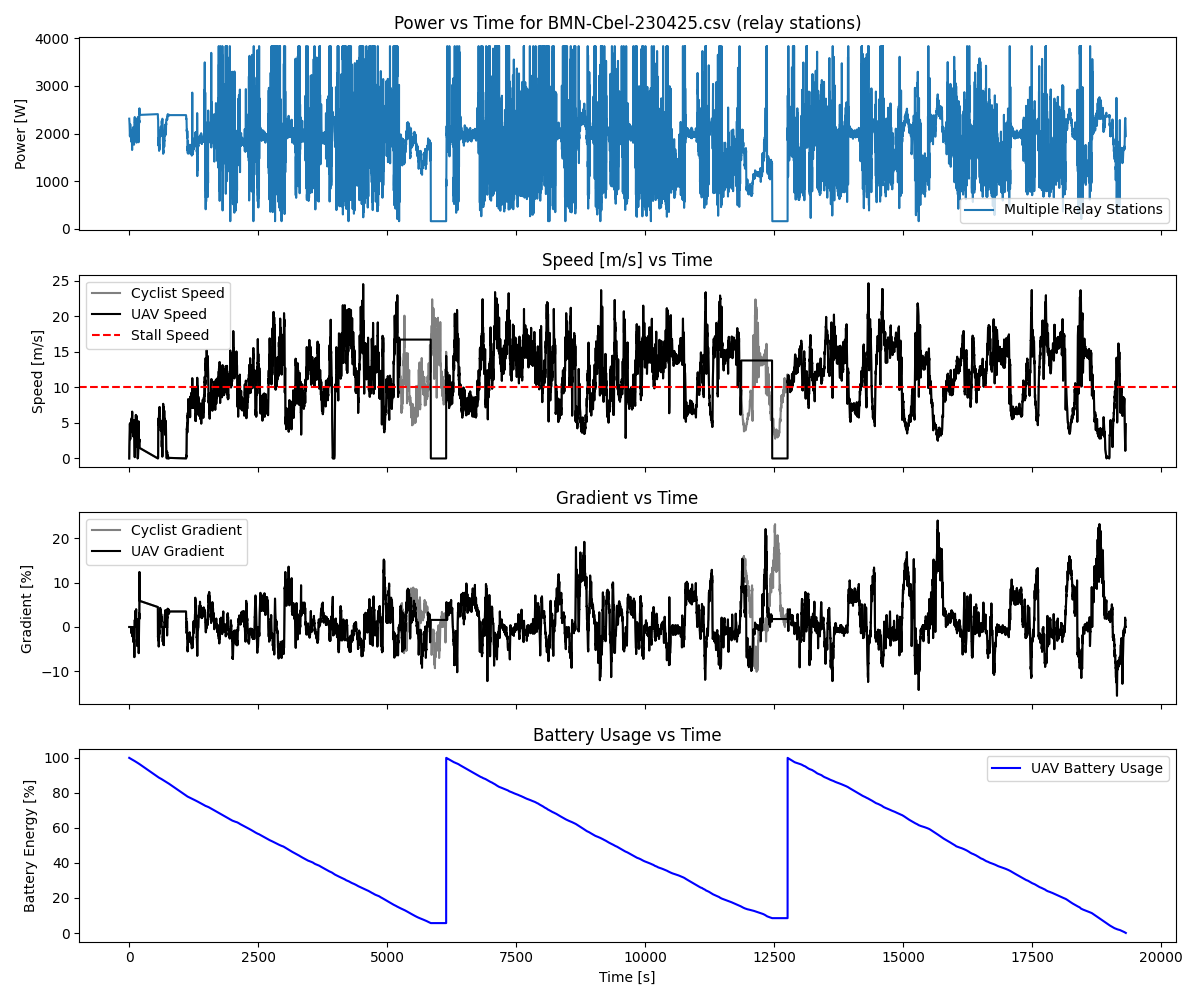 Power vs Time for BMN-Cbel-230425.csv (relay stations)
4000
3000
2000
1000
0
Power [W]
Multiple Relay Stations
Speed [m/s] vs Time
25
20
15
10
5
0
Speed [m/s]
Cyclist Speed
UAV Speed
Stall Speed
Gradient vs Time
20
10
0
−10
Gradient [%]
Cyclist Gradient
UAV Gradient
Battery Usage vs Time
100
80
60
40
20
0
Battery Energy [%]
UAV Battery Usage
0 2500 5000 7500 10000 12500 15000 17500 20000
Time [s]